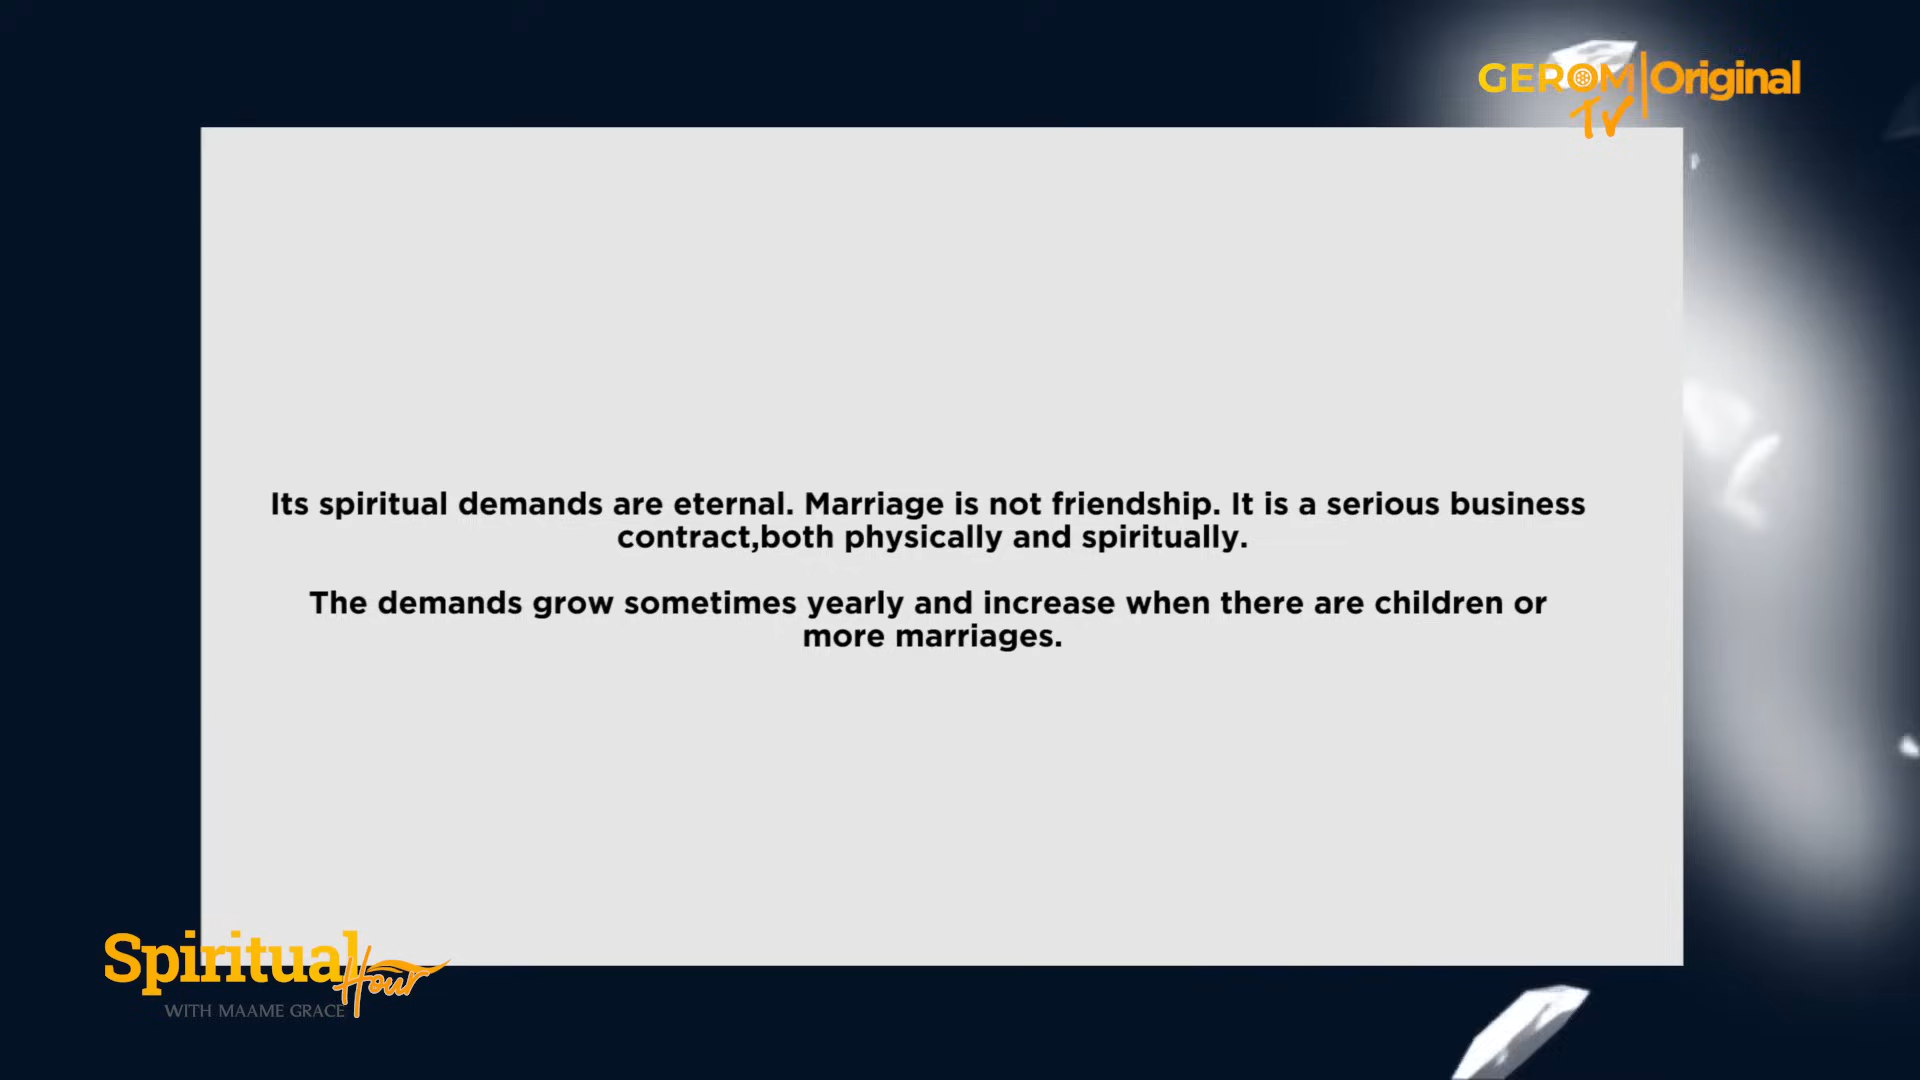 GEROM TV | Original
Its spiritual demands are eternal. Marriage is not friendship. It is a serious business
contract,both physically and spiritually.
The demands grow sometimes yearly and increase when there are children or
more marriages.
Spiritual Hour
WITH MAAME GRACE